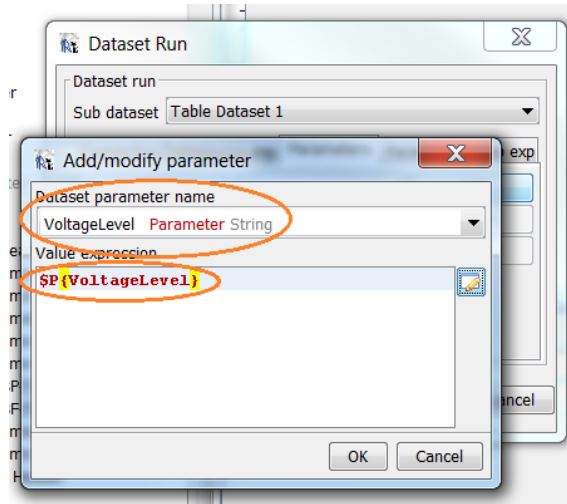 Dataset Run
Dataset run
Sub dataset Table Dataset 1
Parameters
exp
Add/modify parameter
Dataset parameter name
VoltageLevel Parameter String
Value expression
$P{VoltageLevel}
OK
Cancel